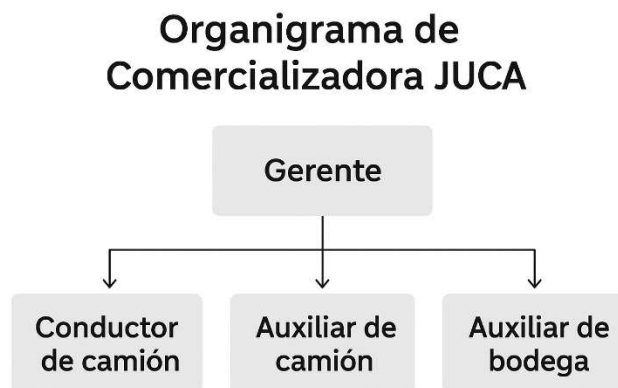 Organigrama de
Comercializadora JUCA
Gerente
Conductor
de camión
Auxiliar de
camión
Auxiliar de
bodega